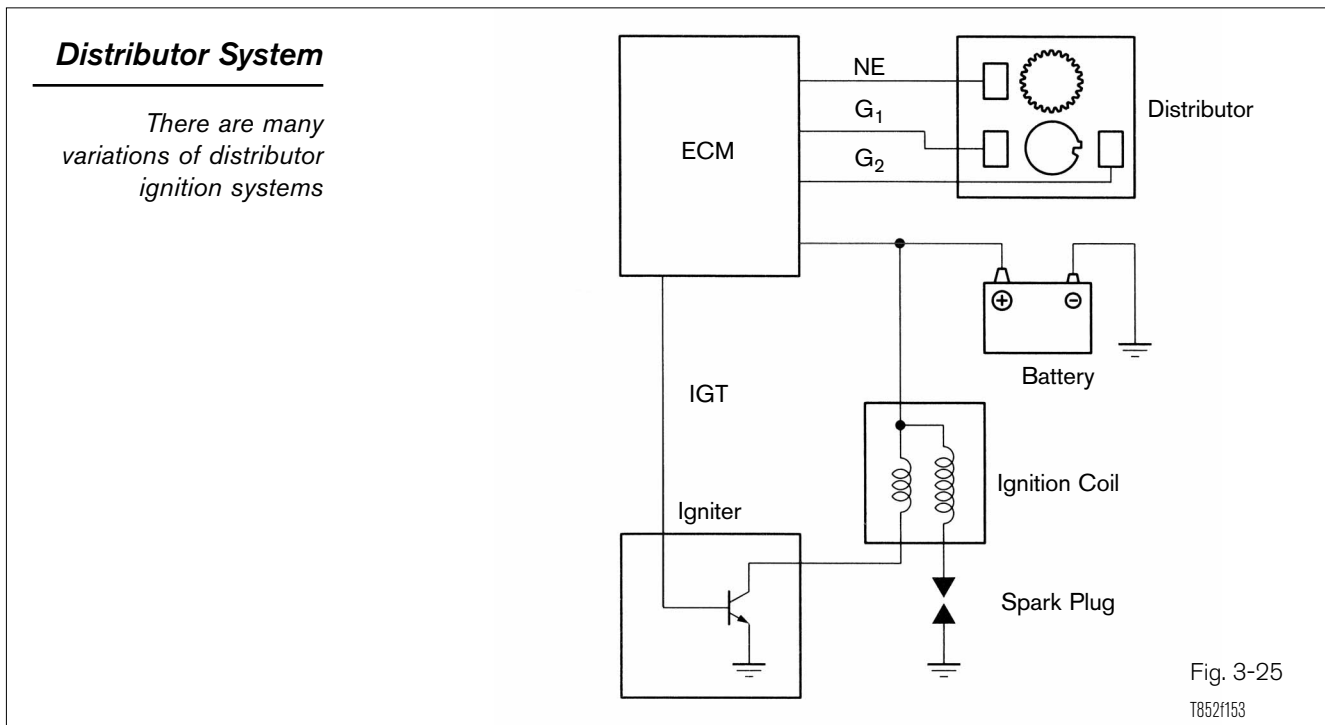 Distributor System
There are many
variations of distributor
ignition systems
NE
G1
G2
ECM
Distributor
+
-
Battery
IGT
Ignition Coil
Igniter
Spark Plug
Fig. 3-25
T852f153